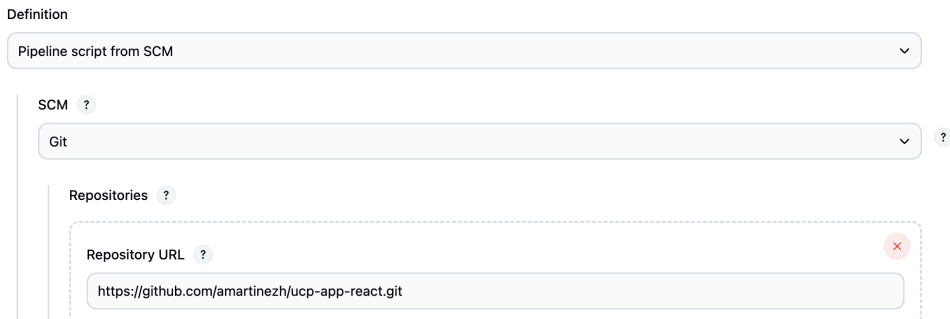 Definition
Pipeline script from SCM
SCM ?
Git
?
Repositories ?
Repository URL ?
https://github.com/amartinezh/ucp-app-react.git